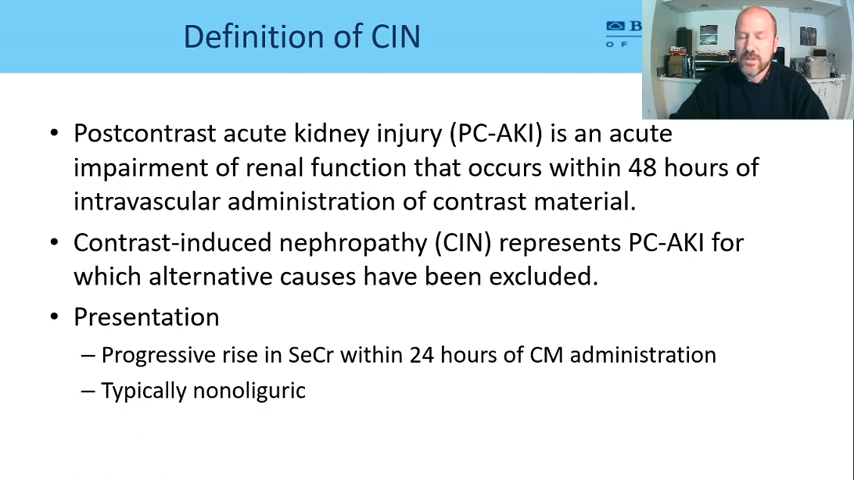 Definition of CIN
B
O F
• Postcontrast acute kidney injury (PC-AKI) is an acute
impairment of renal function that occurs within 48 hours of
intravascular administration of contrast material.
• Contrast-induced nephropathy (CIN) represents PC-AKI for
which alternative causes have been excluded.
• Presentation
– Progressive rise in SeCr within 24 hours of CM administration
– Typically nonoliguric